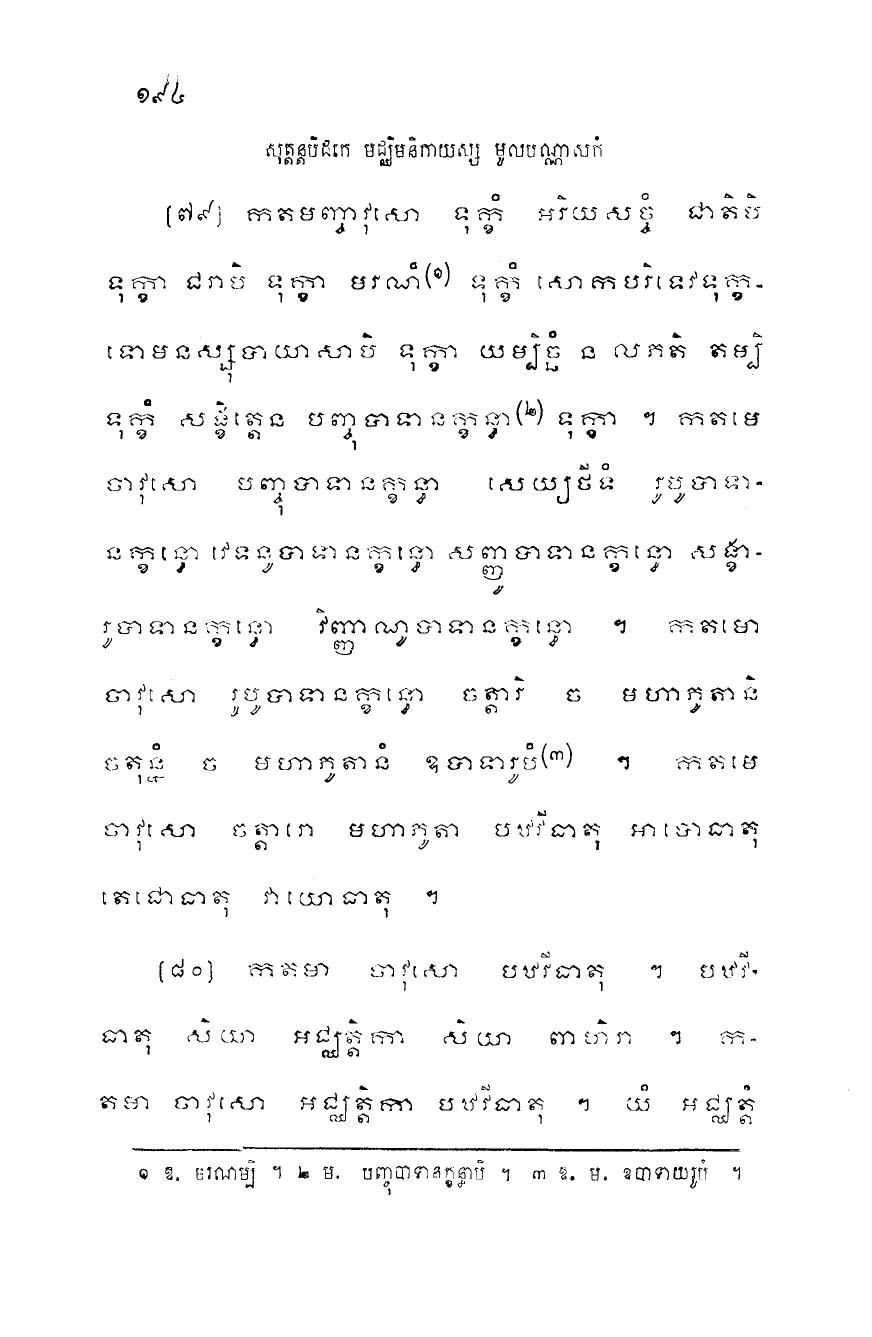 ១៩៤
សុត្តន្តបិដកេ មជ្ឈិមនិកាយស្ស មូលបណ្ណាសកំ
[៧៩] កតមញ្ចាវុសោ ទុក្ខំ អរិយសច្ចំ ជាតិបិ
ទុក្ខា ជរាបិ ទុក្ខា មរណំ(១) ទុក្ខំ សោកបរិទេវទុក្ខ-
ទោមនស្សុបាយាសាបិ ទុក្ខា យម្បិច្ឆំ ន លភតិ តម្បិ
ទុក្ខំ សង្ខិត្តេន បញ្ចុបាទានក្ខន្ធា(២) ទុក្ខា ។ កតមេ
ចាវុសោ បញ្ចុបាទានក្ខន្ធា សេយ្យថីទំ រូបូបាទា-
នក្ខន្ធោ វេទនូបាទានក្ខន្ធោ សញ្ញូបាទានក្ខន្ធោ សង្ខា-
រូបាទានក្ខន្ធោ វិញ្ញាណូបាទានក្ខន្ធោ ។ កតមោ
ចាវុសោ រូបូបាទានក្ខន្ធោ ចត្តារិ ច មហាភូតានិ
ចតុន្នំ ច មហាភូតានំ ឧបាទារូបំ(៣) ។ កតមេ
ចាវុសោ ចត្តារោ មហាភូតា បឋវីធាតុ អាបោធាតុ
តេជោធាតុ វាយោធាតុ ។
[៨០] កតមា ចាវុសោ បឋវីធាតុ ។ បឋវី-
ធាតុ សិយា អជ្ឈត្តិកា សិយា ពាហិរា ។ ក-
តមា ចាវុសោ អជ្ឈត្តិកា បឋវីធាតុ ។ យំ អជ្ឈត្តំ
១ ឱ. មរណម្បិ ។ ២ ម. បញ្ចុបាទានក្ខន្ធាបិ ។ ៣ ឱ. ម. ឧបាទាយរូបំ ។